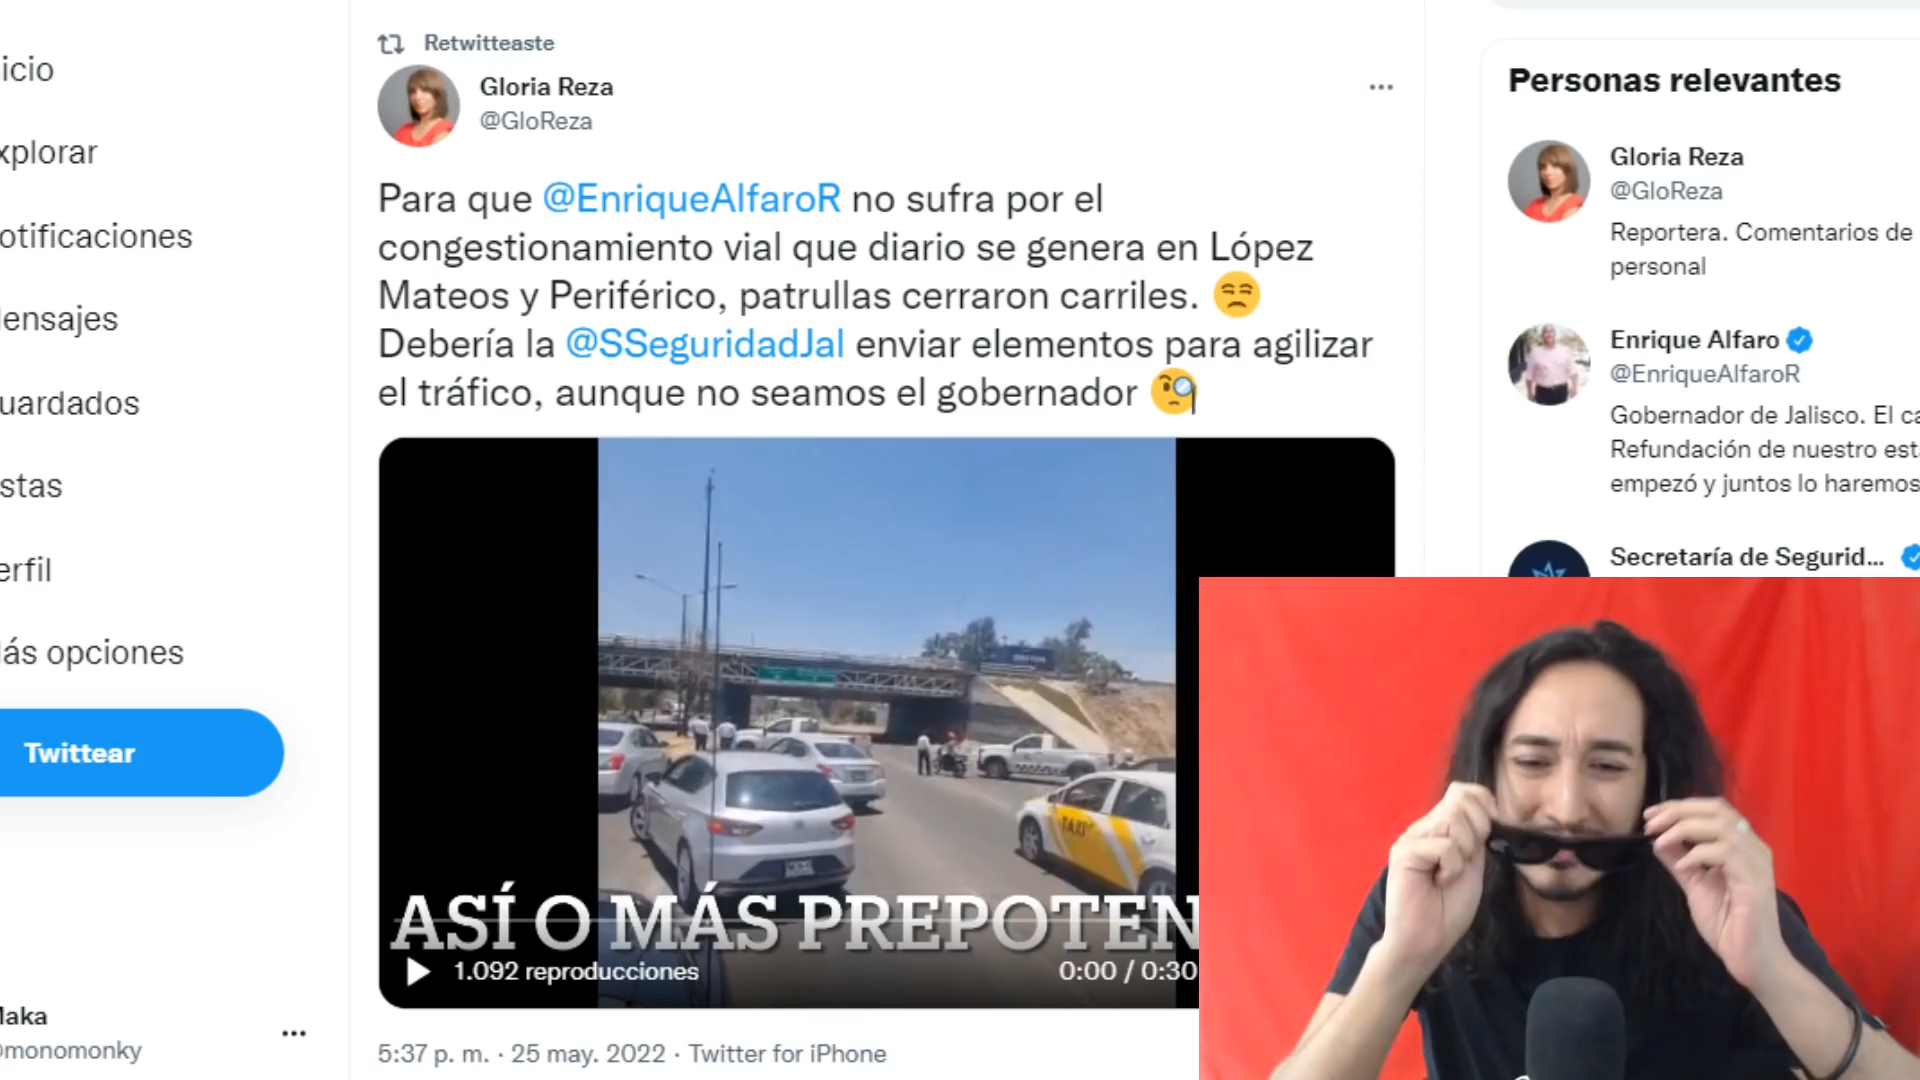 icio
xplorar
otificaciones
ensajes
uardados
stas
erfil
ás opciones
Twittear
aka
monomonky
Retwitteaste
Gloria Reza
@GloReza
Para que @EnriqueAlfaroR no sufra por el
congestionamiento vial que diario se genera en López
Mateos y Periférico, patrullas cerraron carriles. 😒
Debería la @SSeguridadJal enviar elementos para agilizar
el tráfico, aunque no seamos el gobernador 🧐
TAXI
ASÍ O MÁS PREPOTEN
1.092 reproducciones
0:00 / 0:30
5:37 p. m. · 25 may. 2022 · Twitter for iPhone
Personas relevantes
Gloria Reza
@GloReza
Reportera. Comentarios de
personal
Enrique Alfaro
@EnriqueAlfaroR
Gobernador de Jalisco. El ca
Refundación de nuestro est
empezó y juntos lo haremos
Secretaría de Segurid...